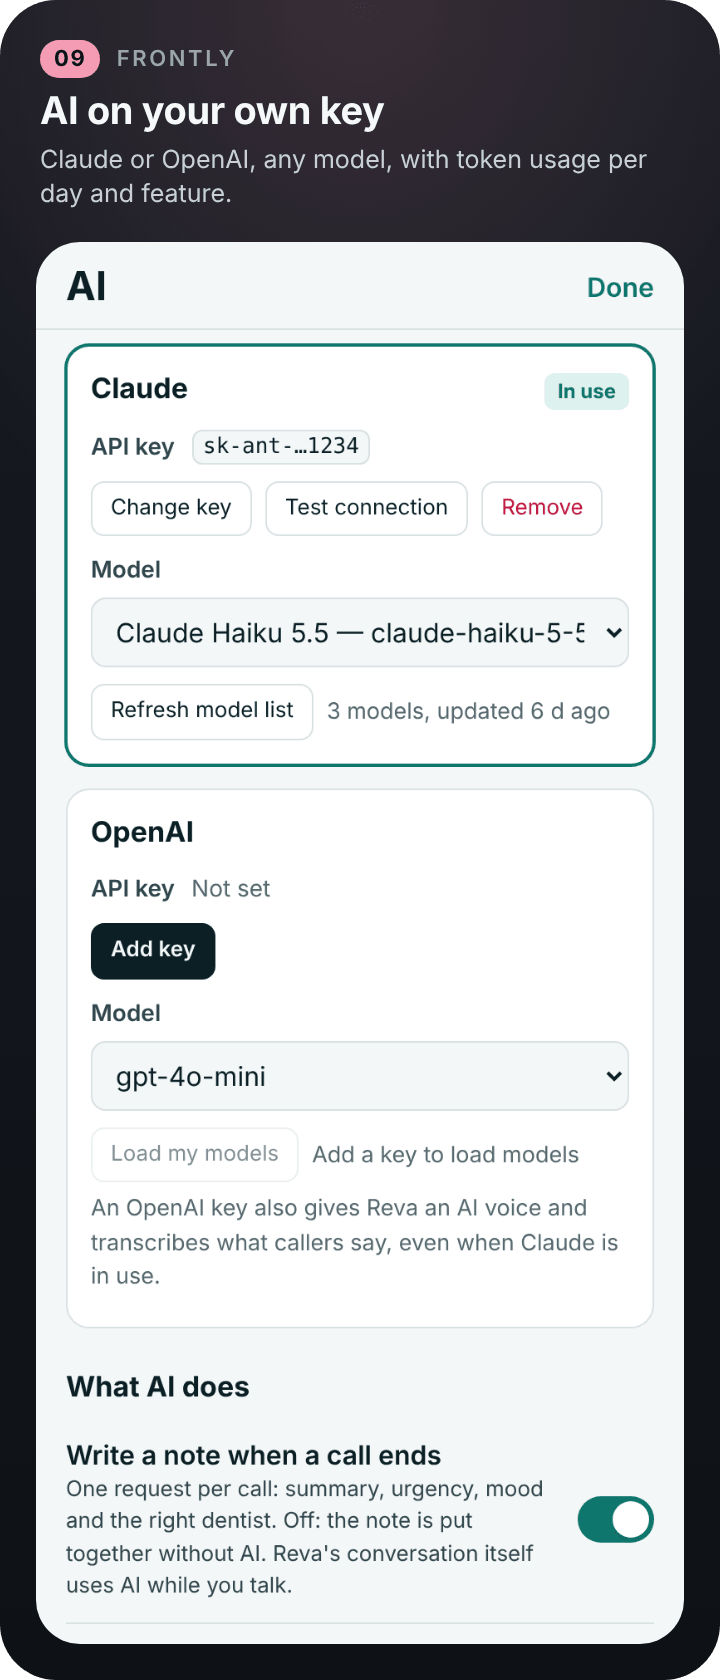 09 FRONTLY
AI on your own key
Claude or OpenAI, any model, with token usage per
day and feature.
AI Done
Claude In use
API key sk-ant-…1234
Change key Test connection Remove
Model
Claude Haiku 5.5 — claude-haiku-5-5
Refresh model list 3 models, updated 6 d ago
OpenAI
API key Not set
Add key
Model
gpt-4o-mini
Load my models Add a key to load models
An OpenAI key also gives Reva an AI voice and
transcribes what callers say, even when Claude is
in use.
What AI does
Write a note when a call ends
One request per call: summary, urgency, mood
and the right dentist. Off: the note is put
together without AI. Reva's conversation itself
uses AI while you talk.